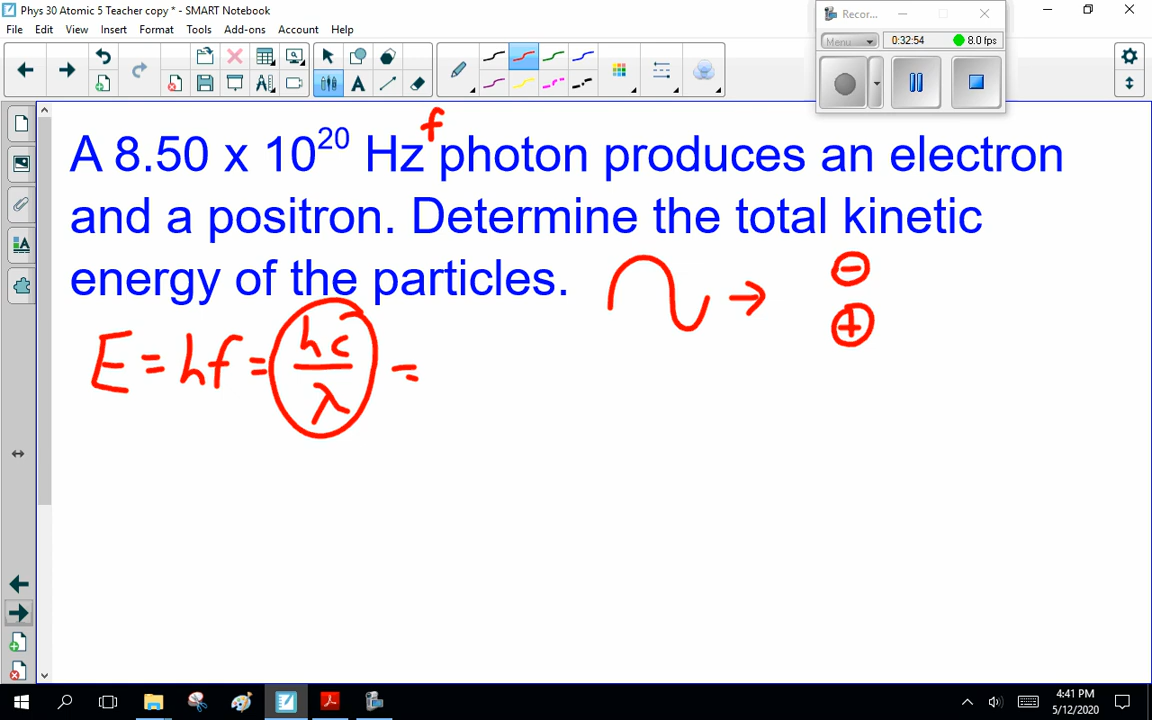 Phys 30 Atomic 5 Teacher copy * - SMART Notebook
File Edit View Insert Format Tools Add-ons Account Help
Recor...
Menu 0:32:54 8.0 fps
A 8.50 x 10²⁰ Hz photon produces an electron
f
and a positron. Determine the total kinetic
energy of the particles.
→ − +
E = hf = hc/λ =
4:41 PM
5/12/2020